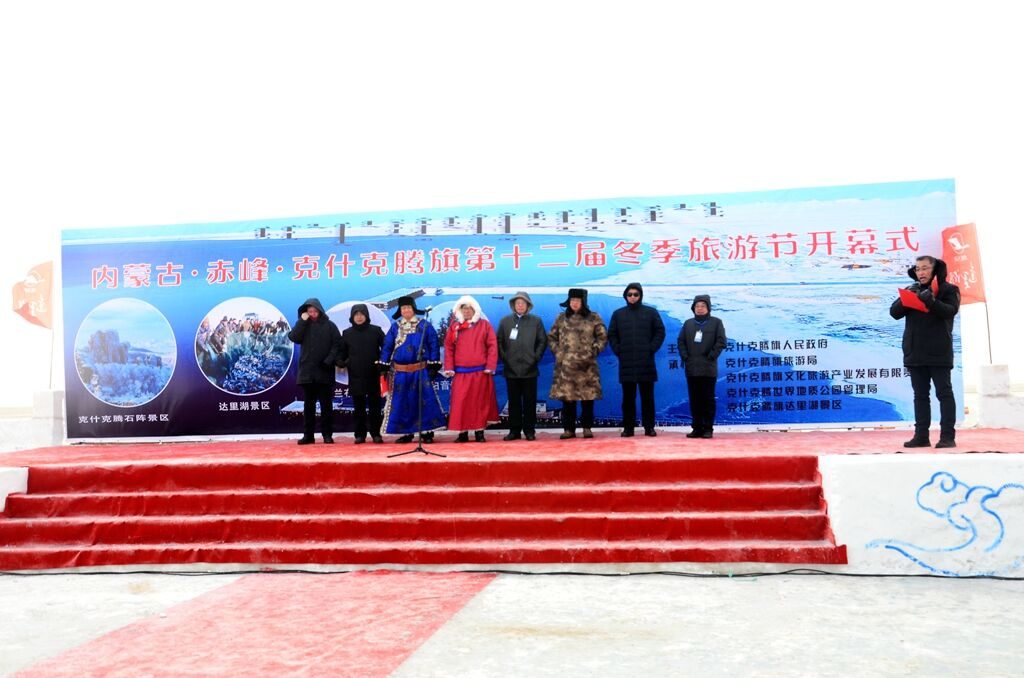 内蒙古·赤峰·克什克腾旗第十二届冬季旅游节开幕式
克什克腾石阵景区
达里湖景区
克什克腾旗人民政府
克什克腾旗旅游局
克什克腾旗文化旅游产业发展有限
克什克腾世界地质公园管理局
克什克腾旗达里湖景区